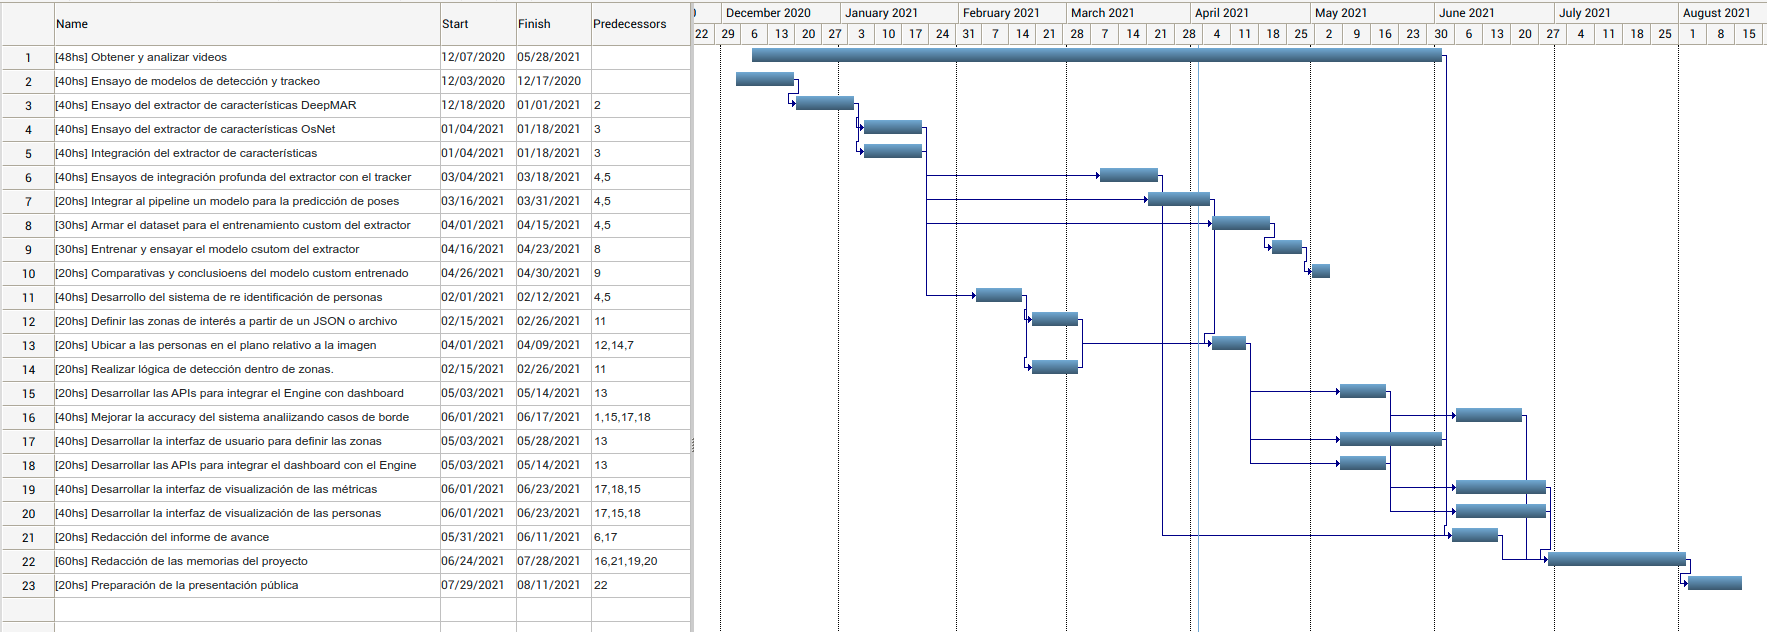 Name Start Finish Predecessors
December 2020 January 2021 February 2021 March 2021 April 2021 May 2021 June 2021 July 2021 August 2021
22 29 6 13 20 27 3 10 17 24 31 7 14 21 28 7 14 21 28 4 11 18 25 2 9 16 23 30 6 13 20 27 4 11 18 25 1 8 15
1 [48hs] Obtener y analizar videos 12/07/2020 05/28/2021
2 [40hs] Ensayo de modelos de detección y trackeo 12/03/2020 12/17/2020
3 [40hs] Ensayo del extractor de características DeepMAR 12/18/2020 01/01/2021 2
4 [40hs] Ensayo del extractor de características OsNet 01/04/2021 01/18/2021 3
5 [40hs] Integración del extractor de características 01/04/2021 01/18/2021 3
6 [40hs] Ensayos de integración profunda del extractor con el tracker 03/04/2021 03/18/2021 4,5
7 [20hs] Integrar al pipeline un modelo para la predicción de poses 03/16/2021 03/31/2021 4,5
8 [30hs] Armar el dataset para el entrenamiento custom del extractor 04/01/2021 04/15/2021 4,5
9 [30hs] Entrenar y ensayar el modelo csutom del extractor 04/16/2021 04/23/2021 8
10 [20hs] Comparativas y conclusioens del modelo custom entrenado 04/26/2021 04/30/2021 9
11 [40hs] Desarrollo del sistema de re identificación de personas 02/01/2021 02/12/2021 4,5
12 [20hs] Definir las zonas de interés a partir de un JSON o archivo 02/15/2021 02/26/2021 11
13 [20hs] Ubicar a las personas en el plano relativo a la imagen 04/01/2021 04/09/2021 12,14,7
14 [20hs] Realizar lógica de detección dentro de zonas. 02/15/2021 02/26/2021 11
15 [20hs] Desarrollar las APIs para integrar el Engine con dashboard 05/03/2021 05/14/2021 13
16 [40hs] Mejorar la accuracy del sistema analiizando casos de borde 06/01/2021 06/17/2021 1,15,17,18
17 [40hs] Desarrollar la interfaz de usuario para definir las zonas 05/03/2021 05/28/2021 13
18 [20hs] Desarrollar las APIs para integrar el dashboard con el Engine 05/03/2021 05/14/2021 13
19 [40hs] Desarrollar la interfaz de visualización de las métricas 06/01/2021 06/23/2021 17,18,15
20 [40hs] Desarrollar la interfaz de visualización de las personas 06/01/2021 06/23/2021 17,15,18
21 [20hs] Redacción del informe de avance 05/31/2021 06/11/2021 6,17
22 [60hs] Redacción de las memorias del proyecto 06/24/2021 07/28/2021 16,21,19,20
23 [20hs] Preparación de la presentación pública 07/29/2021 08/11/2021 22